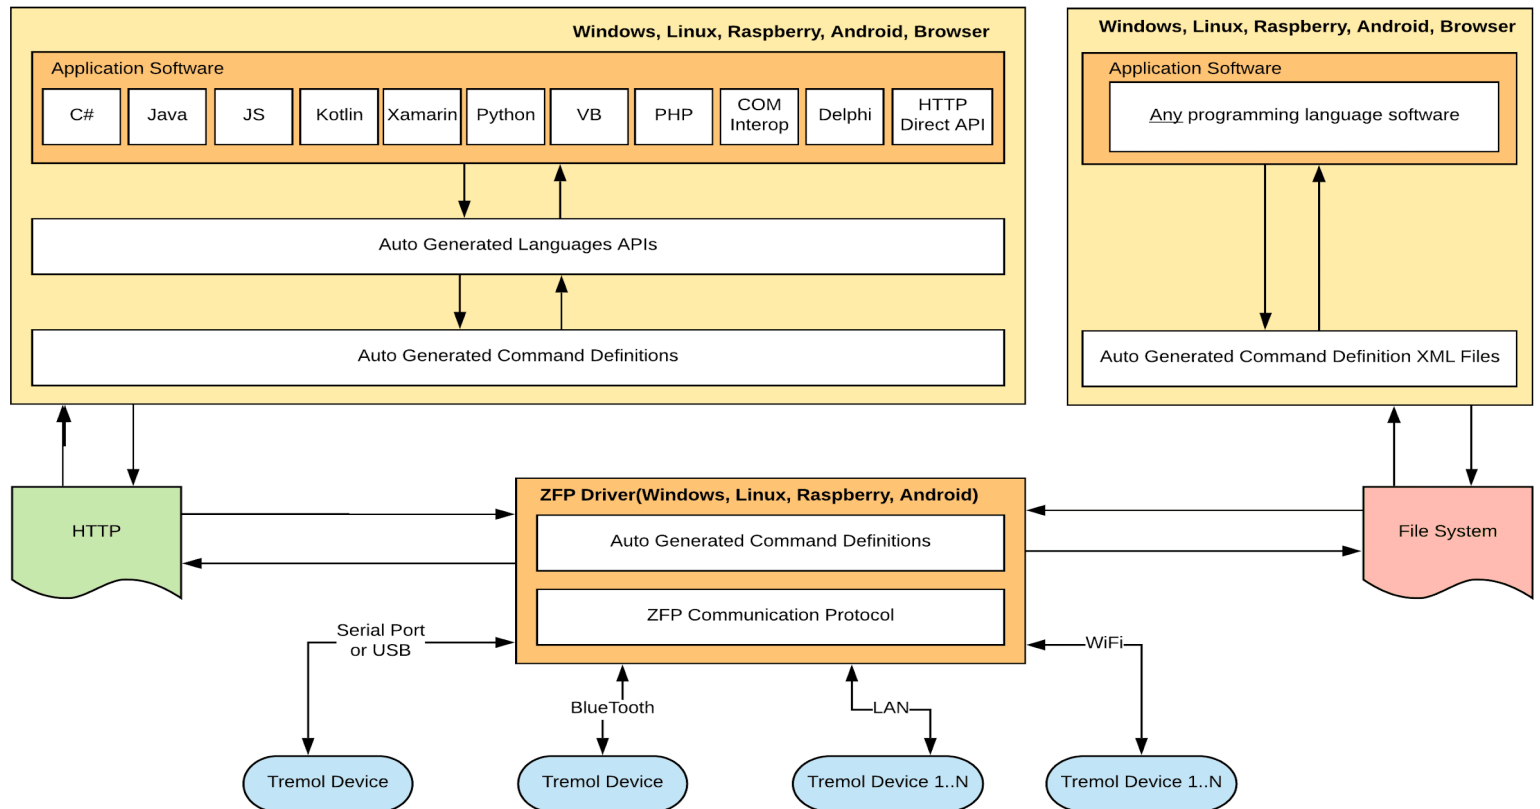 Windows, Linux, Raspberry, Android, Browser
Application Software
C#
Java
JS
Kotlin
Xamarin
Python
VB
PHP
COM
Interop
Delphi
HTTP
Direct API
Auto Generated Languages APIs
Auto Generated Command Definitions
Windows, Linux, Raspberry, Android, Browser
Application Software
Any programming language software
Auto Generated Command Definition XML Files
HTTP
ZFP Driver(Windows, Linux, Raspberry, Android)
Auto Generated Command Definitions
ZFP Communication Protocol
File System
Serial Port
or USB
BlueTooth
LAN
WiFi
Tremol Device
Tremol Device
Tremol Device 1..N
Tremol Device 1..N